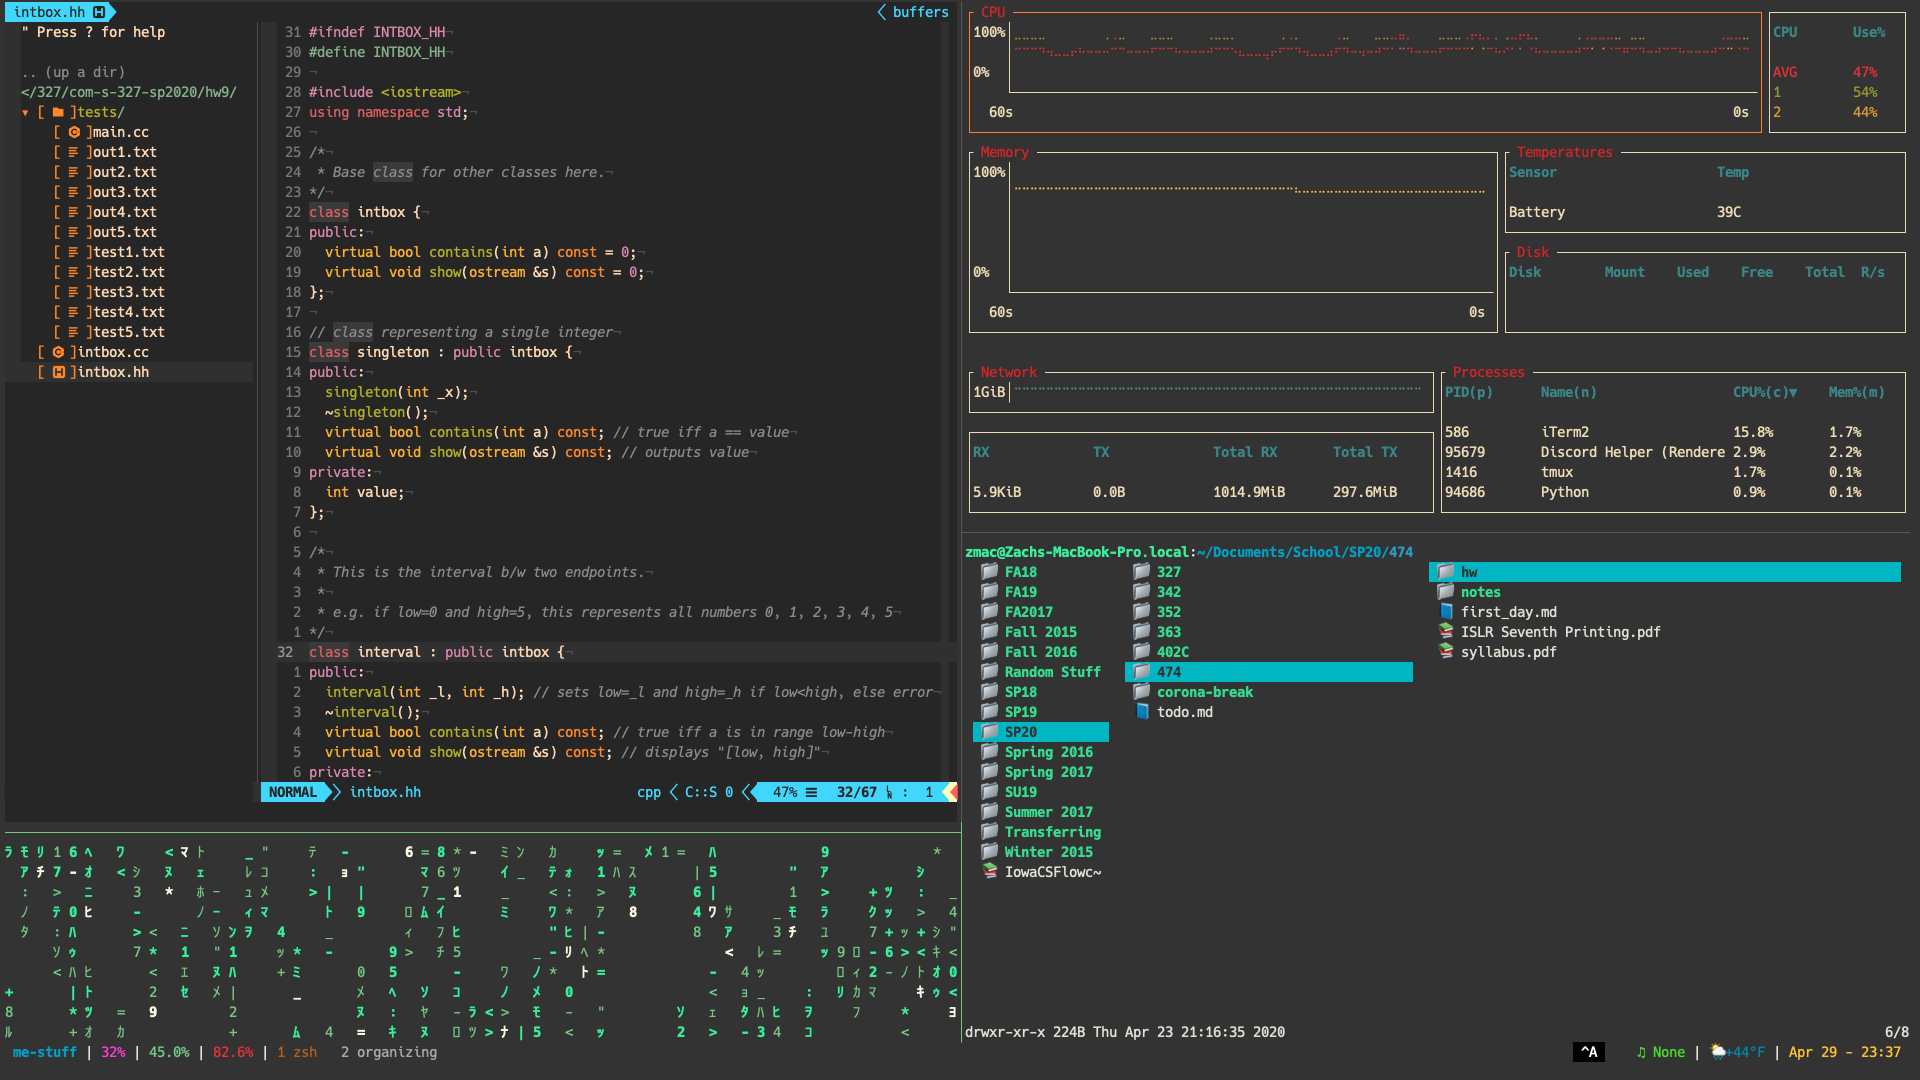 intbox.hh
buffers
" Press ? for help
.. (up a dir)
</327/com-s-327-sp2020/hw9/
▾ [ ]tests/
[ ]main.cc
[ ]out1.txt
[ ]out2.txt
[ ]out3.txt
[ ]out4.txt
[ ]out5.txt
[ ]test1.txt
[ ]test2.txt
[ ]test3.txt
[ ]test4.txt
[ ]test5.txt
[ ]intbox.cc
[ H ]intbox.hh
31 #ifndef INTBOX_HH¬
30 #define INTBOX_HH¬
29 ¬
28 #include <iostream>¬
27 using namespace std;¬
26 ¬
25 /*¬
24  * Base class for other classes here.¬
23 */¬
22 class intbox {¬
21 public:¬
20   virtual bool contains(int a) const = 0;¬
19   virtual void show(ostream &s) const = 0;¬
18 };¬
17 ¬
16 // class representing a single integer¬
15 class singleton : public intbox {¬
14 public:¬
13   singleton(int _x);¬
12   ~singleton();¬
11   virtual bool contains(int a) const; // true iff a == value¬
10   virtual void show(ostream &s) const; // outputs value¬
9 private:¬
8   int value;¬
7 };¬
6 ¬
5 /*¬
4  * This is the interval b/w two endpoints.¬
3  *¬
2  * e.g. if low=0 and high=5, this represents all numbers 0, 1, 2, 3, 4, 5¬
1 */¬
32 class interval : public intbox {¬
1 public:¬
2   interval(int _l, int _h); // sets low=_l and high=_h if low<high, else error¬
3   ~interval();¬
4   virtual bool contains(int a) const; // true iff a is in range low-high¬
5   virtual void show(ostream &s) const; // displays "[low, high]"¬
6 private:¬
NORMAL intbox.hh cpp C::S 0 47% ☰ 32/67 : 1
CPU
100%
0%
60s 0s
CPU Use%
AVG 47%
1 54%
2 44%
Memory
100%
0%
60s 0s
Temperatures
Sensor Temp
Battery 39C
Disk
Disk Mount Used Free Total R/s
Network
1GiB
RX TX Total RX Total TX
5.9KiB 0.0B 1014.9MiB 297.6MiB
Processes
PID(p) Name(n) CPU%(c)▼ Mem%(m)
586 iTerm2 15.8% 1.7%
95679 Discord Helper (Rendere 2.9% 2.2%
1416 tmux 1.7% 0.1%
94686 Python 0.9% 0.1%
zmac@Zachs-MacBook-Pro.local:~/Documents/School/SP20/474
FA18
FA19
FA2017
Fall 2015
Fall 2016
Random Stuff
SP18
SP19
SP20
Spring 2016
Spring 2017
SU19
Summer 2017
Transferring
Winter 2015
IowaCSFlowc~
327
342
352
363
402C
474
corona-break
todo.md
hw
notes
first_day.md
ISLR Seventh Printing.pdf
syllabus.pdf
drwxr-xr-x 224B Thu Apr 23 21:16:35 2020 6/8
me-stuff | 32% | 45.0% | 82.6% | 1 zsh 2 organizing
^A ♫ None | +44°F | Apr 29 - 23:37